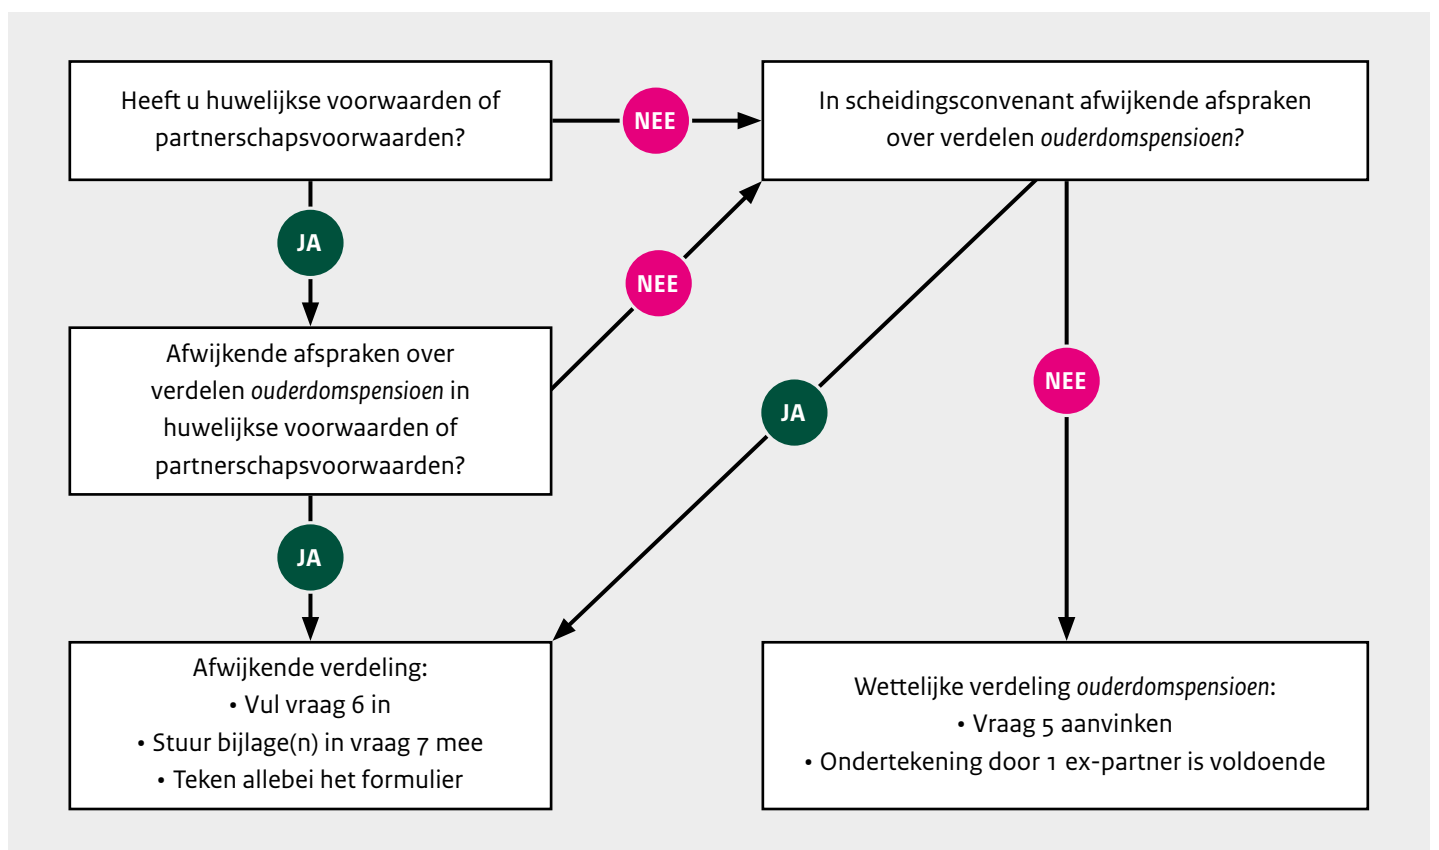 Heeft u huwelijkse voorwaarden of
partnerschapsvoorwaarden?
NEE
In scheidingsconvenant afwijkende afspraken
over verdelen ouderdomspensioen?
JA
NEE
Afwijkende afspraken over
verdelen ouderdomspensioen in
huwelijkse voorwaarden of
partnerschapsvoorwaarden?
JA
NEE
JA
Afwijkende verdeling:
• Vul vraag 6 in
• Stuur bijlage(n) in vraag 7 mee
• Teken allebei het formulier
Wettelijke verdeling ouderdomspensioen:
• Vraag 5 aanvinken
• Ondertekening door 1 ex-partner is voldoende